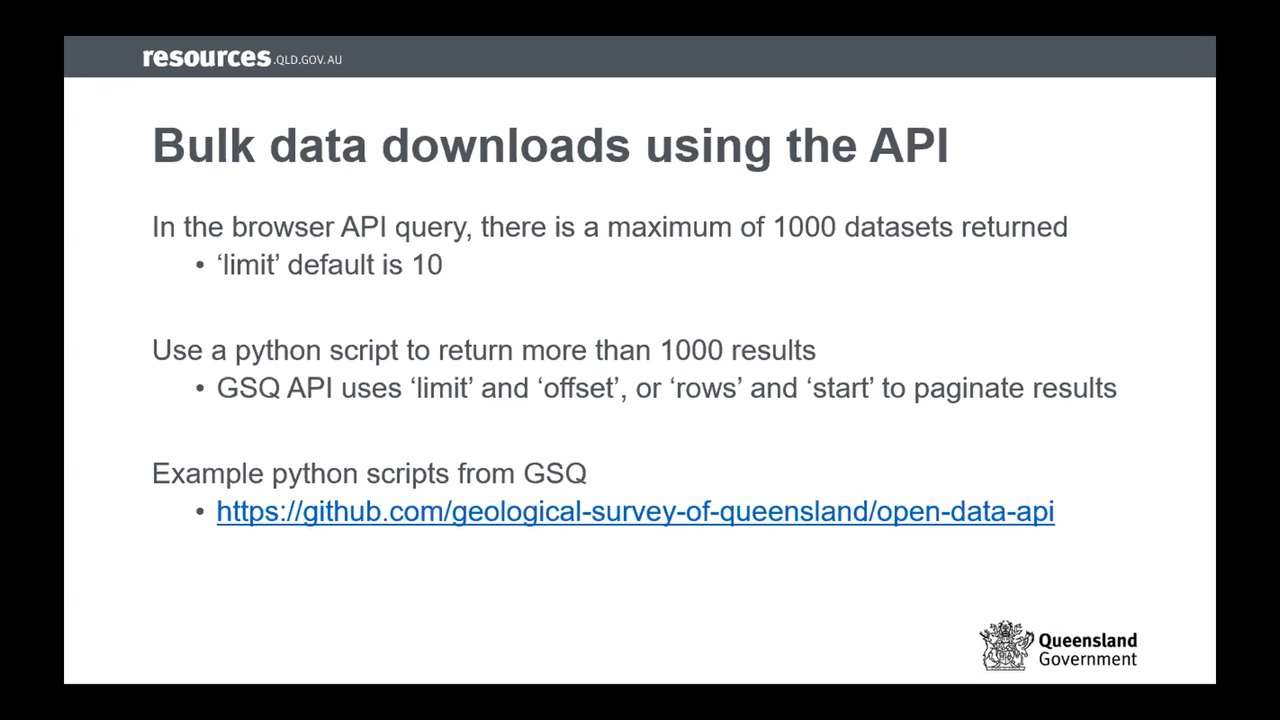 resources.QLD.GOV.AU
Bulk data downloads using the API
In the browser API query, there is a maximum of 1000 datasets returned
• ‘limit’ default is 10
Use a python script to return more than 1000 results
• GSQ API uses ‘limit’ and ‘offset’, or ‘rows’ and ‘start’ to paginate results
Example python scripts from GSQ
• https://github.com/geological-survey-of-queensland/open-data-api
Queensland
Government